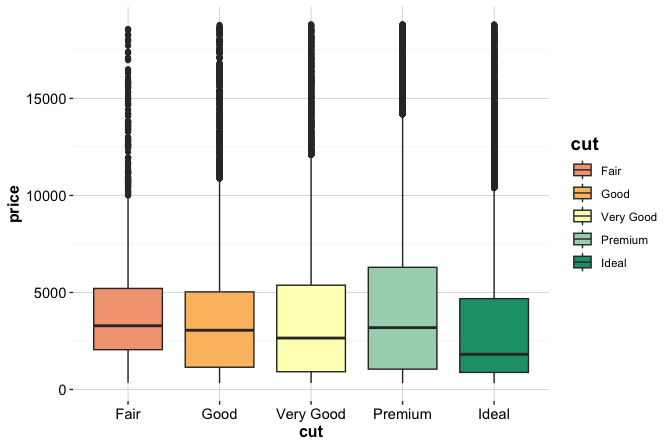 15000
10000
5000
0
price
Fair Good Very Good Premium Ideal
cut
cut
Fair
Good
Very Good
Premium
Ideal